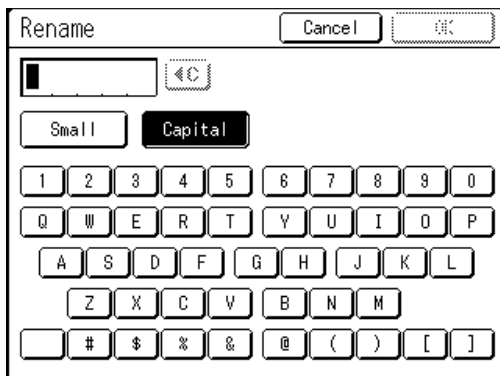 Rename Cancel OK
◀C
Small Capital
1 2 3 4 5 6 7 8 9 0
Q W E R T Y U I O P
A S D F G H J K L
Z X C V B N M
# $ % & @ ( ) [ ]